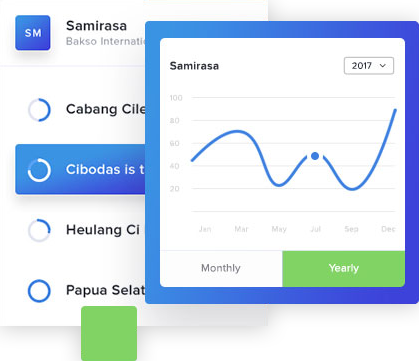 SM
Samirasa
Bakso Internati
Cabang Cile
Cibodas is t
Heulang Ci
Papua Selat
Samirasa
2017
100
80
60
40
20
Jan Mar May Jul Sep Dec
Monthly
Yearly